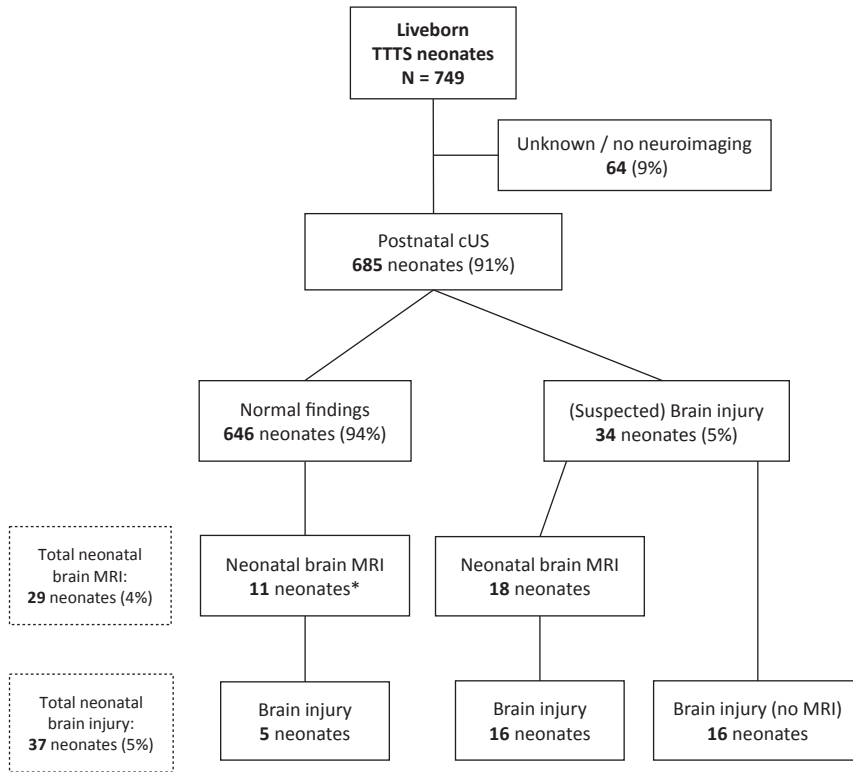 Liveborn
TTTS neonates
N = 749
Unknown / no neuroimaging
64 (9%)
Postnatal cUS
685 neonates (91%)
Normal findings
646 neonates (94%)
(Suspected) Brain injury
34 neonates (5%)
Total neonatal
brain MRI:
29 neonates (4%)
Neonatal brain MRI
11 neonates*
Neonatal brain MRI
18 neonates
Total neonatal
brain injury:
37 neonates (5%)
Brain injury
5 neonates
Brain injury
16 neonates
Brain injury (no MRI)
16 neonates